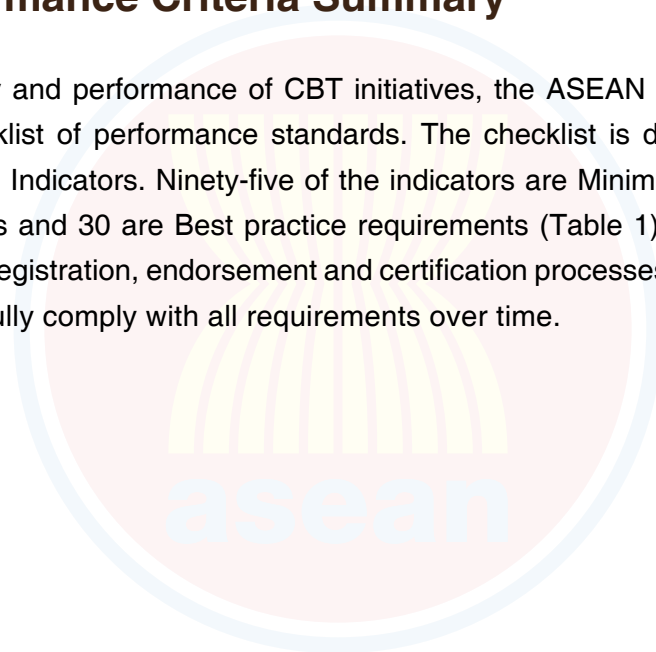 mance Criteria Summary
and performance of CBT initiatives, the ASEAN
klist of performance standards. The checklist is d
Indicators. Ninety-five of the indicators are Minim
s and 30 are Best practice requirements (Table 1)
egistration, endorsement and certification processes
ully comply with all requirements over time.
asean